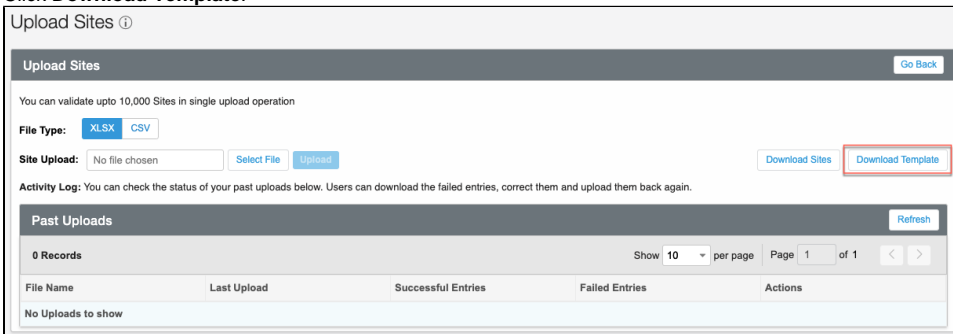 Click Download Template.
Upload Sites
Upload Sites
Go Back
You can validate upto 10,000 Sites in single upload operation
File Type: XLSX CSV
Site Upload: No file chosen Select File Upload Download Sites Download Template
Activity Log: You can check the status of your past uploads below. Users can download the failed entries, correct them and upload them back again.
Past Uploads Refresh
0 Records Show 10 per page Page 1 of 1 < >
File Name Last Upload Successful Entries Failed Entries Actions
No Uploads to show